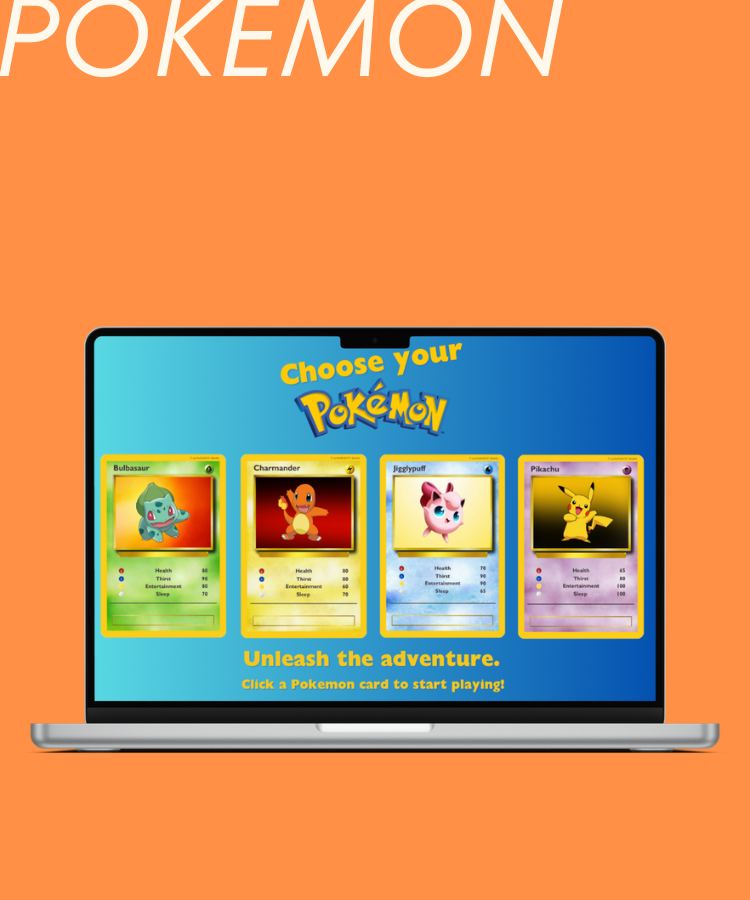 POKEMON
Choose your
POKéMON
Bulbasaur
Health 80
Thirst 90
Entertainment 80
Sleep 70
Charmander
Health 90
Thirst 80
Entertainment 60
Sleep 70
Jigglypuff
Health 70
Thirst 90
Entertainment 90
Sleep 65
Pikachu
Health 65
Thirst 80
Entertainment 100
Sleep 100
Unleash the adventure.
Click a Pokemon card to start playing!